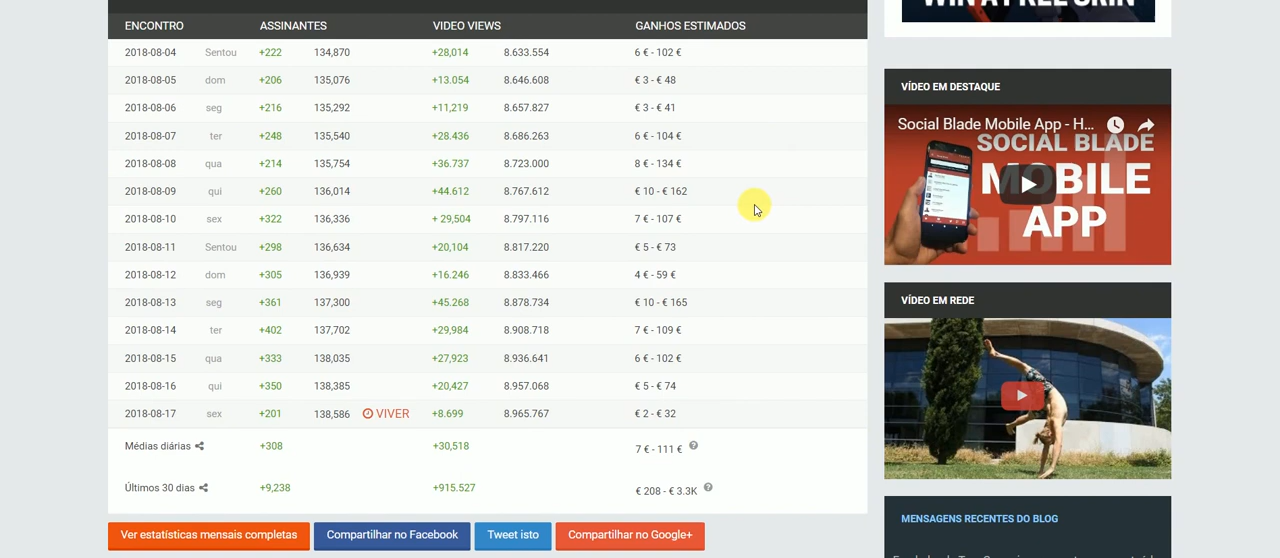 WIN A FREE SKIN
ENCONTRO ASSINANTES VIDEO VIEWS GANHOS ESTIMADOS
2018-08-04 Sentou +222 134,870 +28,014 8.633.554 6 € - 102 €
2018-08-05 dom +206 135,076 +13.054 8.646.608 € 3 - € 48
2018-08-06 seg +216 135,292 +11,219 8.657.827 € 3 - € 41
2018-08-07 ter +248 135,540 +28.436 8.686.263 6 € - 104 €
2018-08-08 qua +214 135,754 +36.737 8.723.000 8 € - 134 €
2018-08-09 qui +260 136,014 +44.612 8.767.612 € 10 - € 162
2018-08-10 sex +322 136,336 + 29,504 8.797.116 7 € - 107 €
2018-08-11 Sentou +298 136,634 +20,104 8.817.220 € 5 - € 73
2018-08-12 dom +305 136,939 +16.246 8.833.466 4 € - 59 €
2018-08-13 seg +361 137,300 +45.268 8.878.734 € 10 - € 165
2018-08-14 ter +402 137,702 +29,984 8.908.718 7 € - 109 €
2018-08-15 qua +333 138,035 +27,923 8.936.641 6 € - 102 €
2018-08-16 qui +350 138,385 +20,427 8.957.068 € 5 - € 74
2018-08-17 sex +201 138,586 VIVER +8.699 8.965.767 € 2 - € 32
Médias diárias +308 +30,518 7 € - 111 €
Últimos 30 dias +9,238 +915.527 € 208 - € 3.3K
Ver estatísticas mensais completas Compartilhar no Facebook Tweet isto Compartilhar no Google+
VÍDEO EM DESTAQUE
Social Blade Mobile App - H...
SOCIAL BLADE
MOBILE
APP
VÍDEO EM REDE
MENSAGENS RECENTES DO BLOG